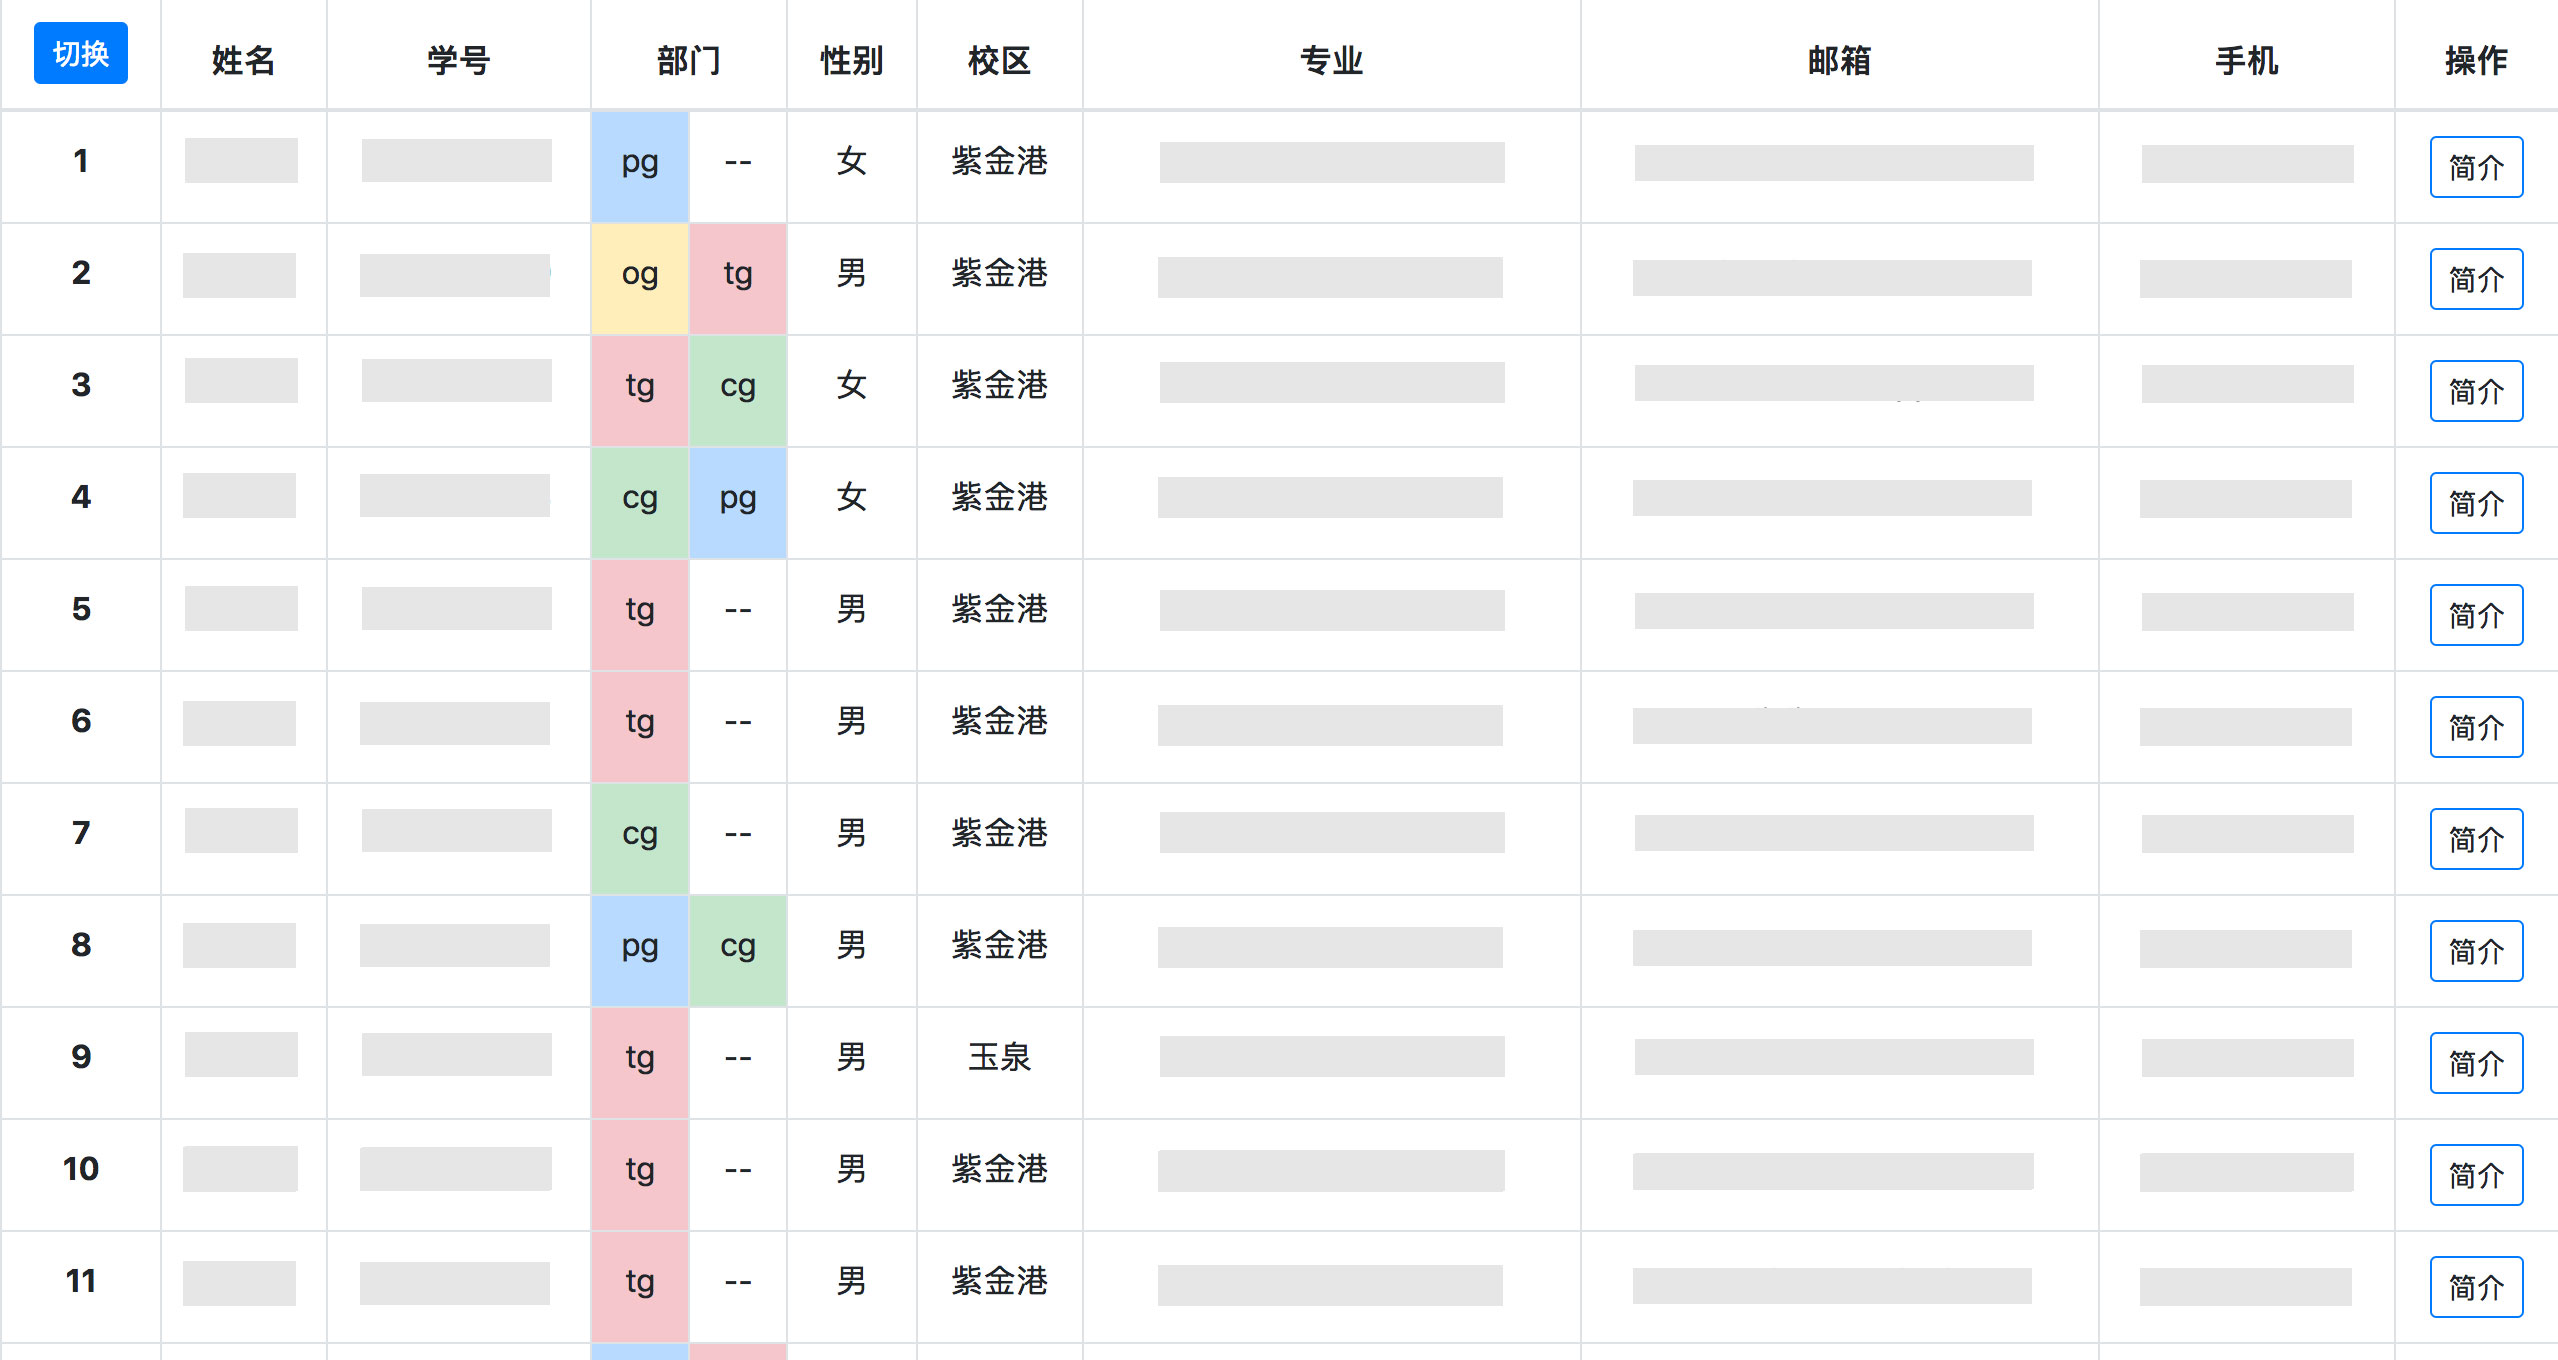 切换 姓名 学号 部门 性别 校区 专业 邮箱 手机 操作
1 pg -- 女 紫金港 简介
2 og tg 男 紫金港 简介
3 tg cg 女 紫金港 简介
4 cg pg 女 紫金港 简介
5 tg -- 男 紫金港 简介
6 tg -- 男 紫金港 简介
7 cg -- 男 紫金港 简介
8 pg cg 男 紫金港 简介
9 tg -- 男 玉泉 简介
10 tg -- 男 紫金港 简介
11 tg -- 男 紫金港 简介